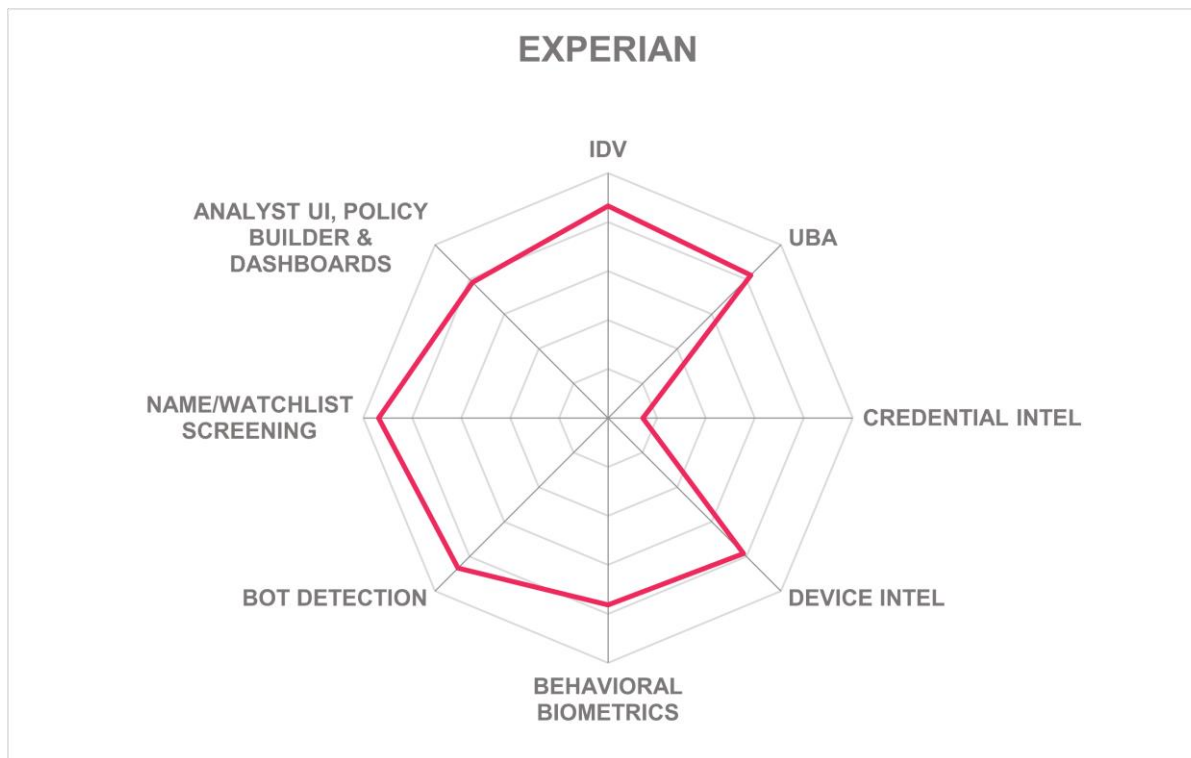 EXPERIAN
IDV
ANALYST UI, POLICY
BUILDER &
DASHBOARDS
UBA
NAME/WATCHLIST
SCREENING
CREDENTIAL INTEL
BOT DETECTION
DEVICE INTEL
BEHAVIORAL
BIOMETRICS